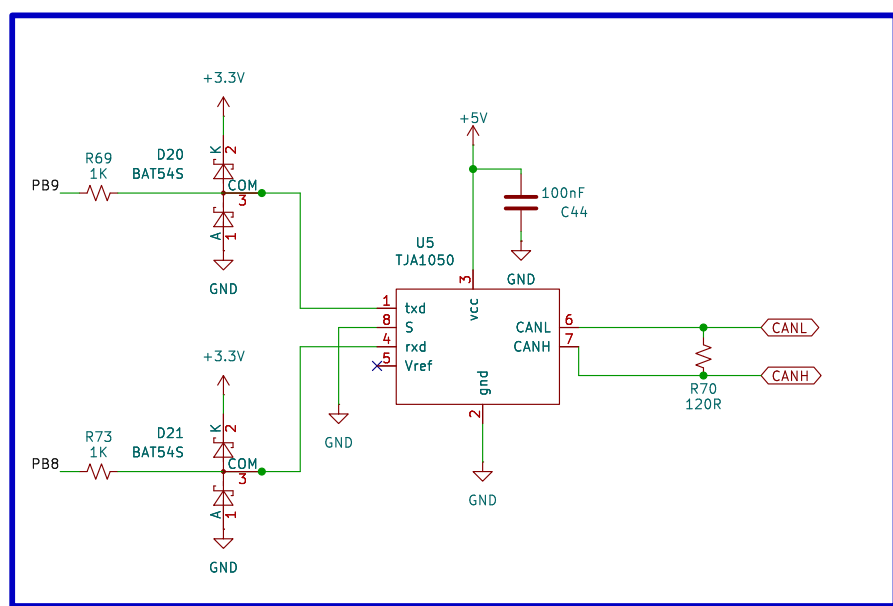 +3.3V
K
2
D20
BAT54S
R69
1K
PB9
COM
3
A
1
GND
+5V
100nF
C44
GND
U5
TJA1050
3
vcc
1
txd
8
S
4
rxd
5
Vref
CANL
6
CANH
7
gnd
2
GND
GND
CANL
CANH
R70
120R
+3.3V
K
2
D21
BAT54S
R73
1K
PB8
COM
3
A
1
GND